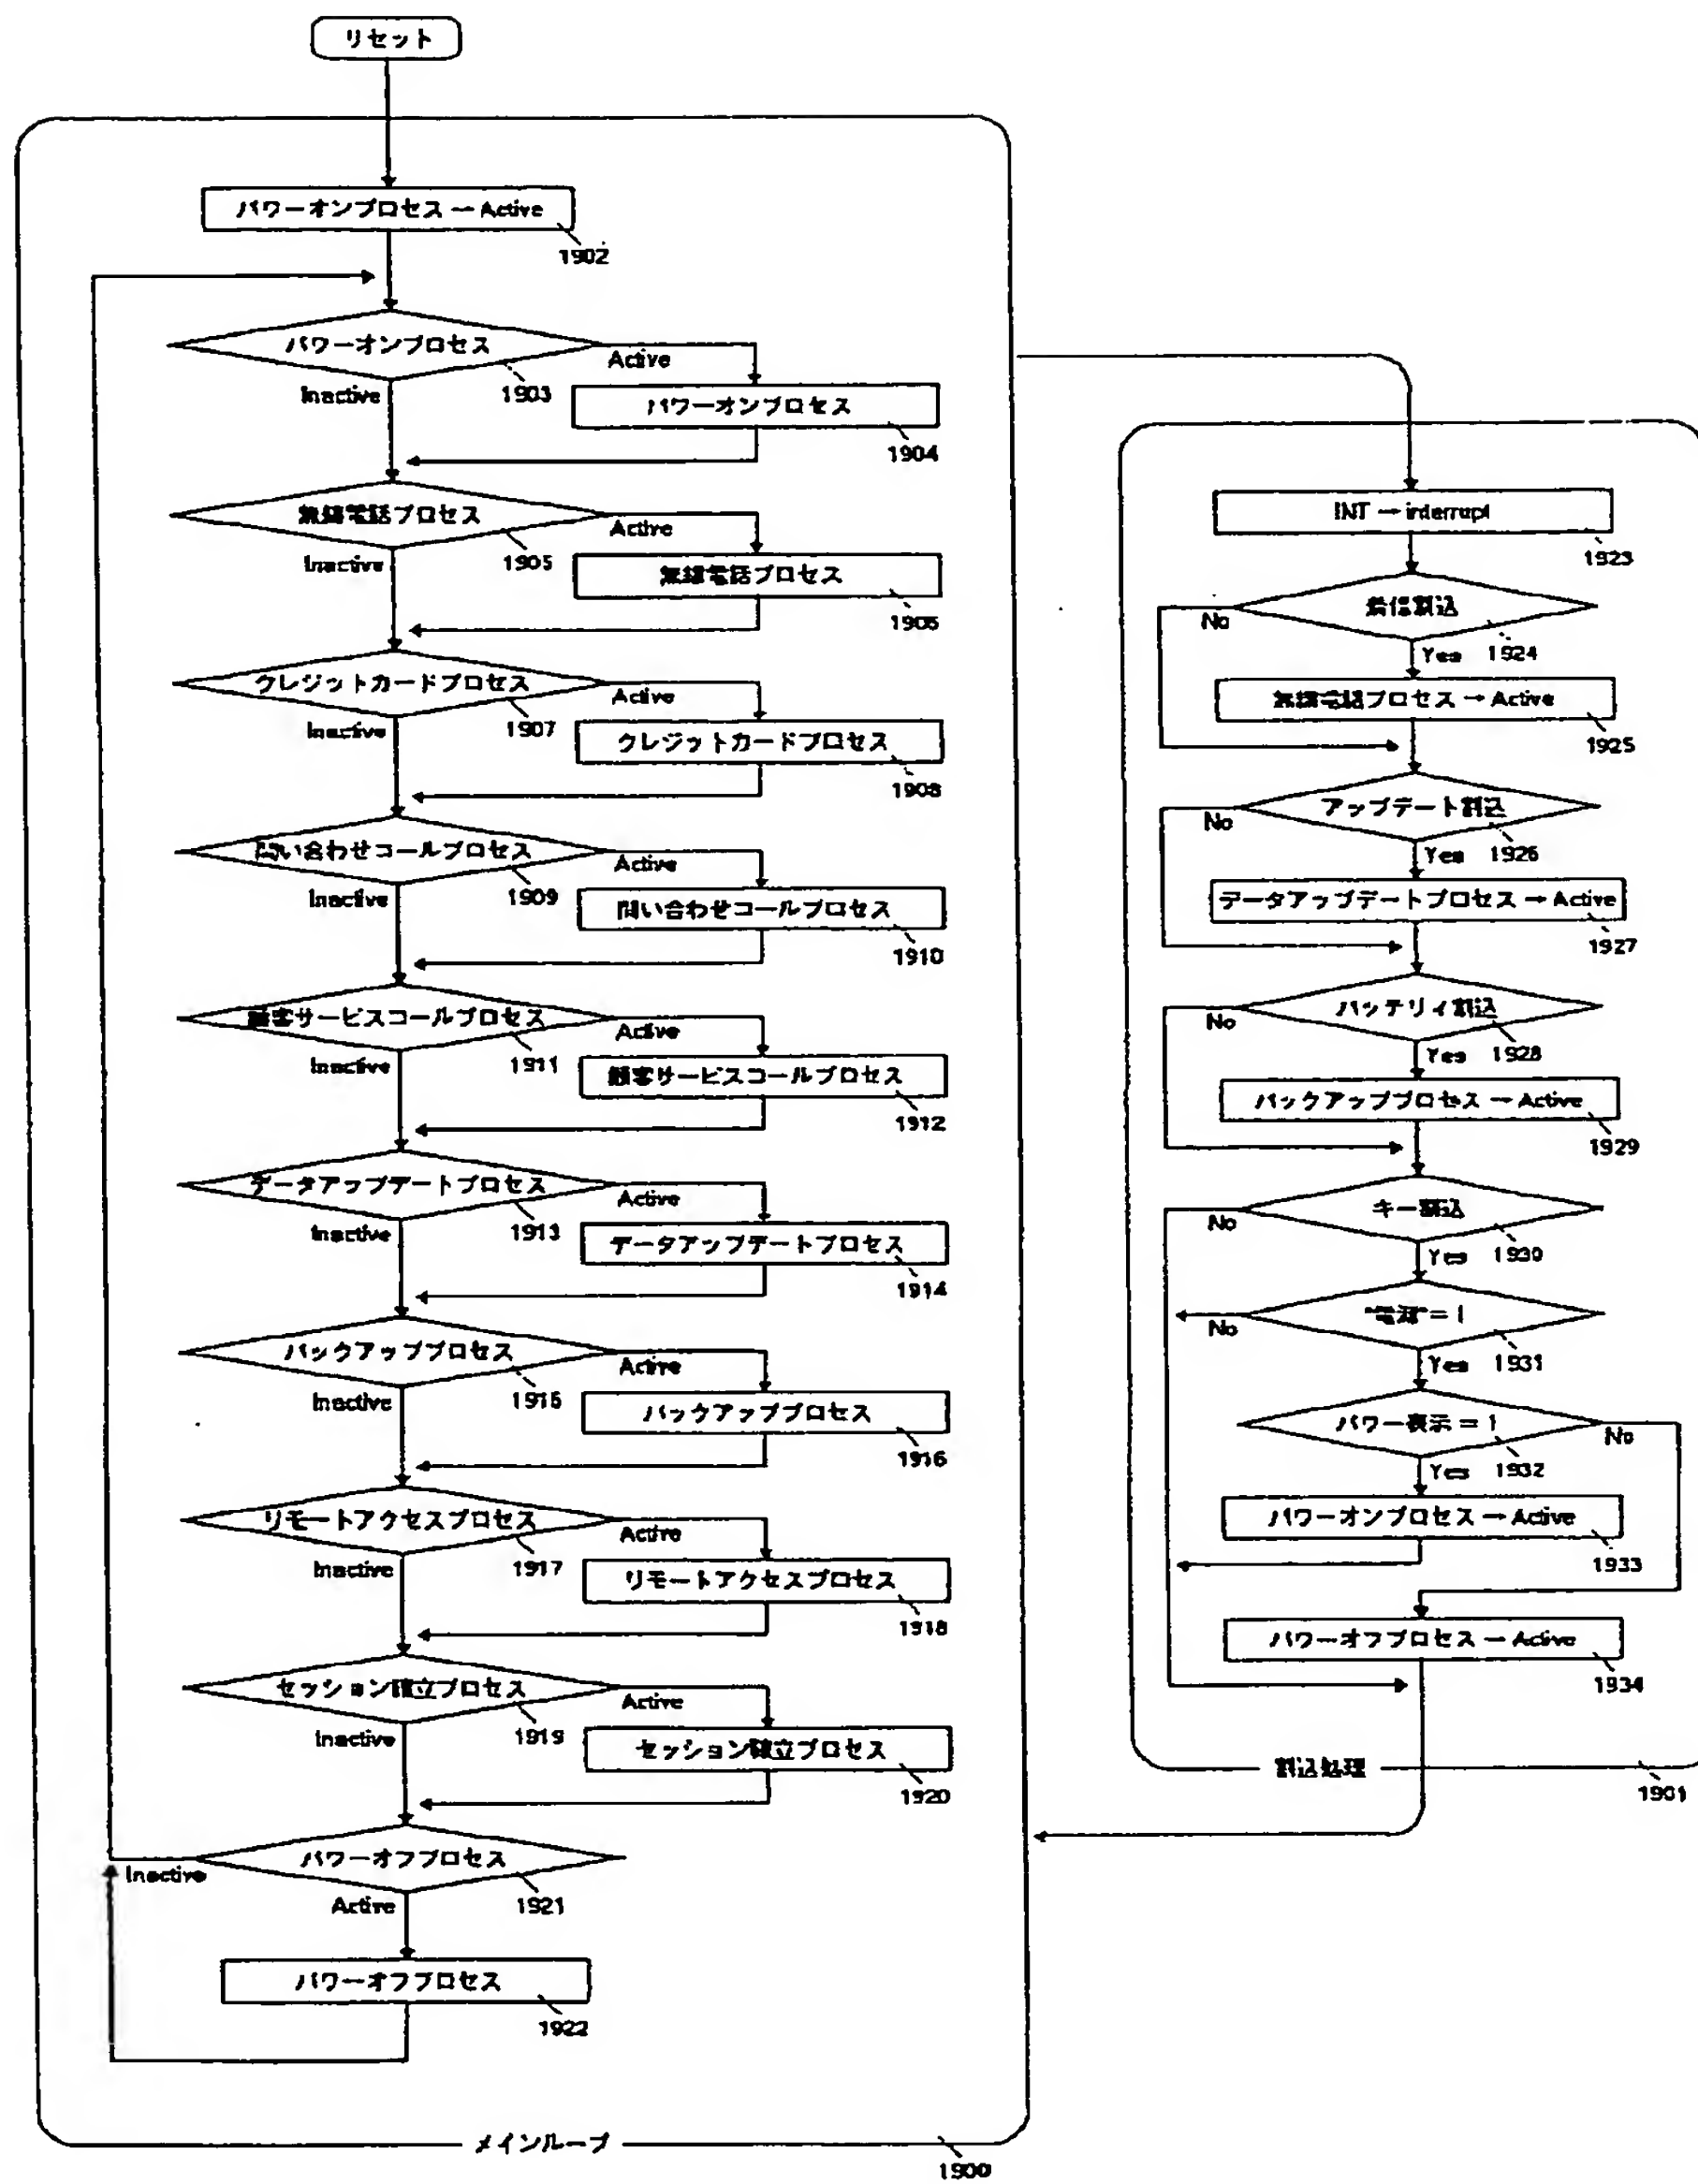 リセット
パワーオンプロセス → Active
1902
パワーオンプロセス
Active
Inactive
1903
パワーオンプロセス
1904
無線電話プロセス
Active
Inactive
1905
無線電話プロセス
1906
クレジットカードプロセス
Active
Inactive
1907
クレジットカードプロセス
1908
問い合わせコールプロセス
Active
Inactive
1909
問い合わせコールプロセス
1910
顧客サービスコールプロセス
Active
Inactive
1911
顧客サービスコールプロセス
1912
データアップデートプロセス
Active
Inactive
1913
データアップデートプロセス
1914
バックアッププロセス
Active
Inactive
1915
バックアッププロセス
1916
リモートアクセスプロセス
Active
Inactive
1917
リモートアクセスプロセス
1918
セッション確立プロセス
Active
Inactive
1919
セッション確立プロセス
1920
パワーオフプロセス
Inactive
Active
1921
パワーオフプロセス
1922
メインループ
1900
INT → interrupt
1923
着信割込
No
Yes
1924
無線電話プロセス → Active
1925
アップデート割込
No
Yes
1926
データアップデートプロセス → Active
1927
バッテリィ割込
No
Yes
1928
バックアッププロセス → Active
1929
キー割込
No
Yes
1930
"電源" = 1
No
Yes
1931
パワー表示 = 1
No
Yes
1932
パワーオンプロセス → Active
1933
パワーオフプロセス → Active
1934
割込処理
1901